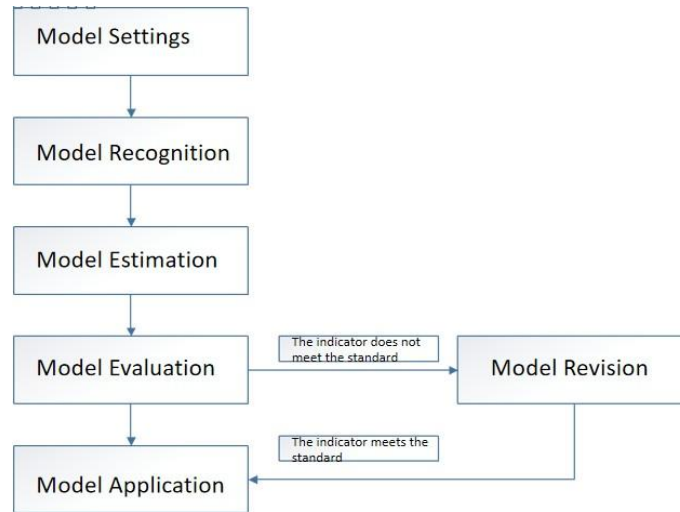 Model Settings
Model Recognition
Model Estimation
The indicator does not
meet the standard
Model Evaluation
Model Revision
The indicator meets the
standard
Model Application